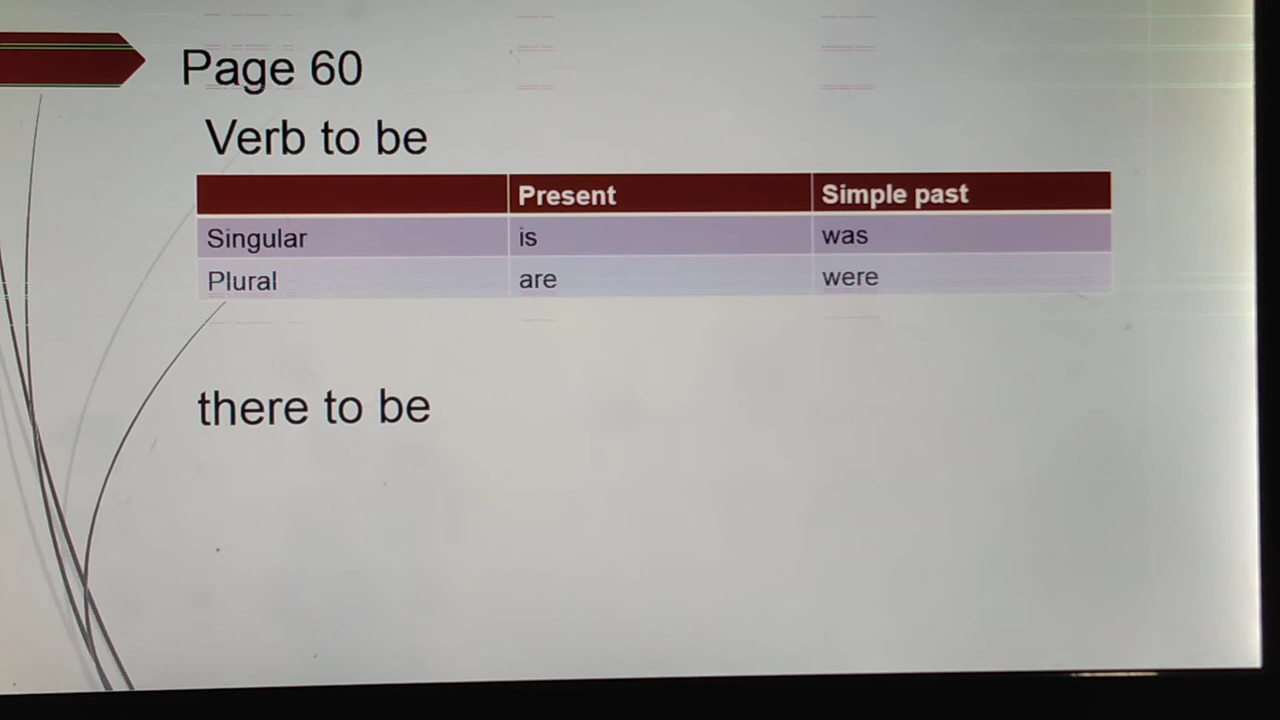 Page 60
Verb to be
Present Simple past
Singular is was
Plural are were
there to be